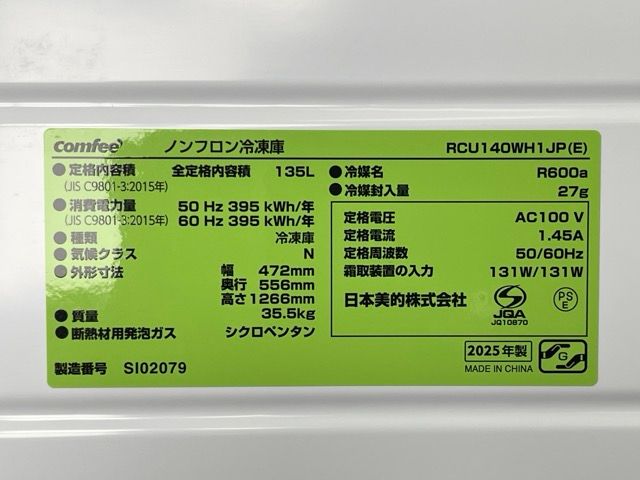 comfee ノンフロン冷凍庫 RCU140WH1JP(E)
● 定格内容積 全定格内容積 135L
(JIS C9801-3:2015年)
● 消費電力量 50 Hz 395 kWh/年
(JIS C9801-3:2015年) 60 Hz 395 kWh/年
● 種類 冷凍庫
● 気候クラス N
● 外形寸法 幅 472mm
奥行 556mm
高さ 1266mm
● 質量 35.5kg
● 断熱材用発泡ガス シクロペンタン
製造番号 SI02079
● 冷媒名 R600a
● 冷媒封入量 27g
定格電圧 AC100 V
定格電流 1.45A
定格周波数 50/60Hz
霜取装置の入力 131W/131W
日本美的株式会社
S
JQA
JQ10870
PS
E
2025年製
MADE IN CHINA
G